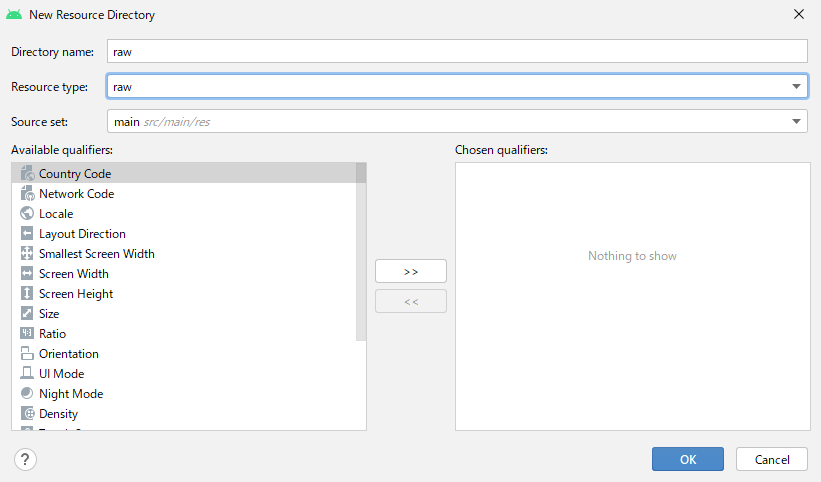 New Resource Directory
Directory name: raw
Resource type: raw
Source set: main src/main/res
Available qualifiers:
Country Code
Network Code
Locale
Layout Direction
Smallest Screen Width
Screen Width
Screen Height
Size
4:3 Ratio
Orientation
UI Mode
Night Mode
Density
>>
<<
Chosen qualifiers:
Nothing to show
?
OK
Cancel